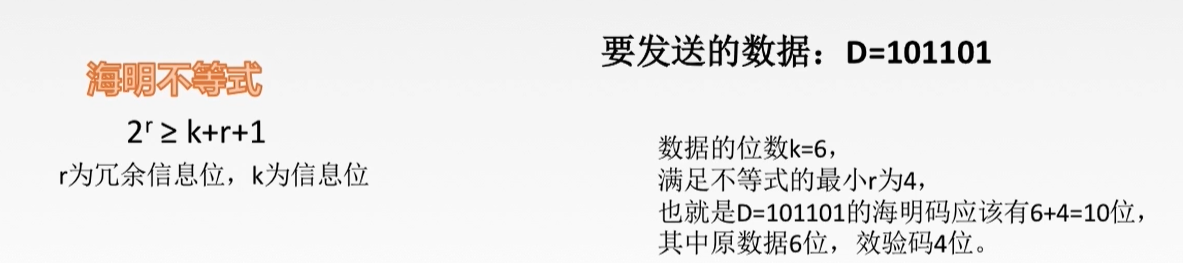 海明不等式
2ʳ ≥ k+r+1
r为冗余信息位，k为信息位
要发送的数据：D=101101
数据的位数k=6，
满足不等式的最小r为4，
也就是D=101101的海明码应该有6+4=10位，
其中原数据6位，效验码4位。